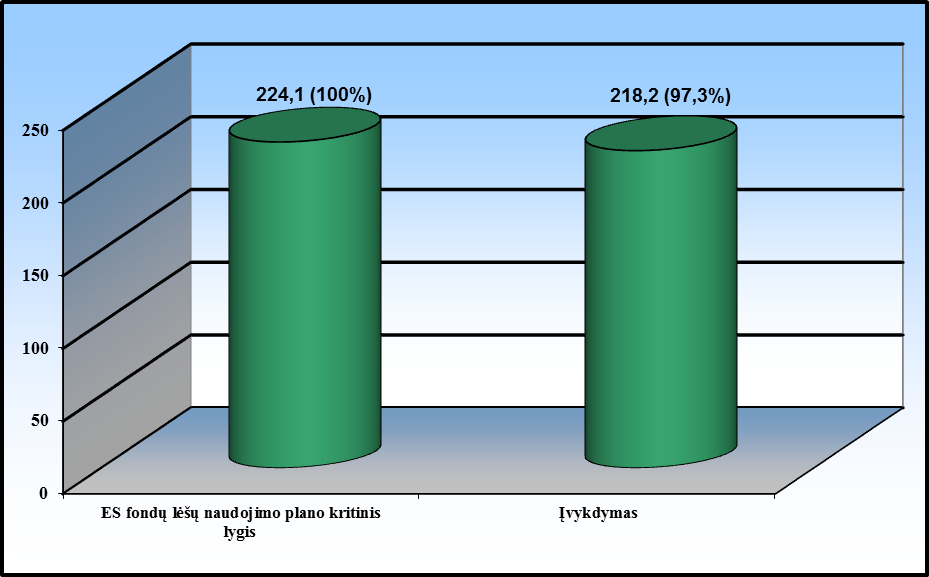 224,1 (100%)
218,2 (97,3%)
250
200
150
100
50
0
ES fondų lėšų naudojimo plano kritinis
lygis
Įvykdymas